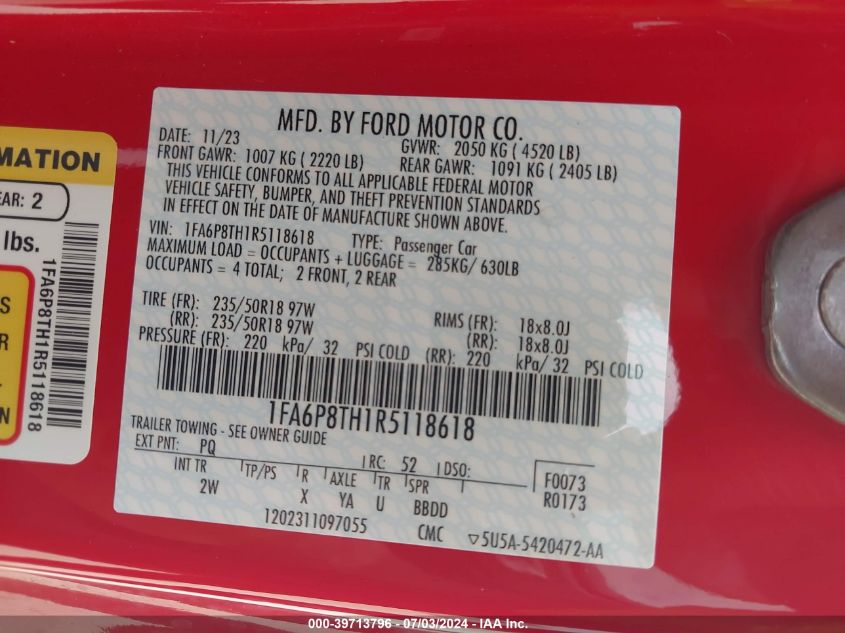 MFD. BY FORD MOTOR CO.
DATE: 11/23 GVWR: 2050 KG ( 4520 LB)
FRONT GAWR: 1007 KG ( 2220 LB) REAR GAWR: 1091 KG ( 2405 LB)
THIS VEHICLE CONFORMS TO ALL APPLICABLE FEDERAL MOTOR
VEHICLE SAFETY, BUMPER, AND THEFT PREVENTION STANDARDS
IN EFFECT ON THE DATE OF MANUFACTURE SHOWN ABOVE.
VIN: 1FA6P8TH1R5118618 TYPE: Passenger Car
MAXIMUM LOAD = OCCUPANTS + LUGGAGE = 285KG/ 630LB
OCCUPANTS = 4 TOTAL; 2 FRONT, 2 REAR
TIRE (FR): 235/50R18 97W RIMS (FR): 18x8.0J
(RR): 235/50R18 97W (RR): 18x8.0J
PRESSURE (FR): 220 kPa/ 32 PSI COLD (RR): 220 kPa/ 32 PSI COLD
1FA6P8TH1R5118618
TRAILER TOWING - SEE OWNER GUIDE
EXT PNT: PQ RC: 52 DSO: F0073
INT TR TP/PS R AXLE TR SPR R0173
2W X YA U BBDD
1202311097055 CMC ▽5U5A-5420472-AA
MATION
EAR: 2
lbs.
S
R
N
1FA6P8TH1R5118618
000-39713796 - 07/03/2024 - IAA Inc.